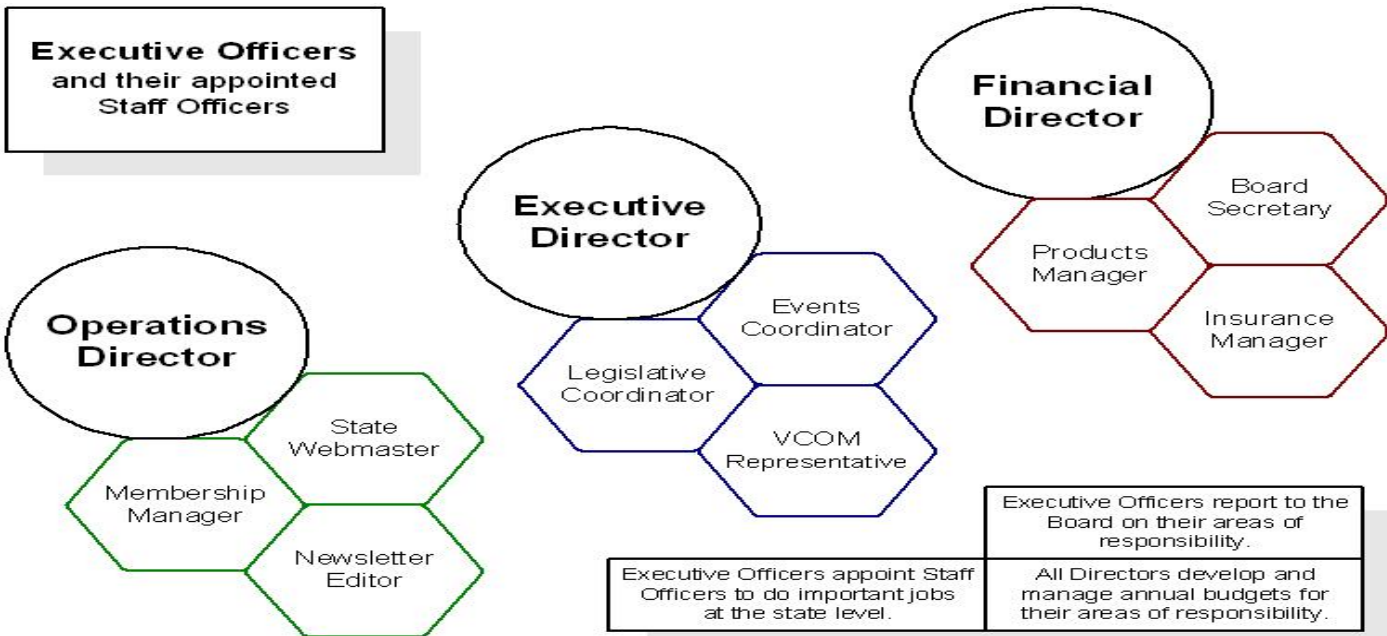 Executive Officers
and their appointed
Staff Officers
Financial
Director
Board
Secretary
Products
Manager
Insurance
Manager
Executive
Director
Events
Coordinator
Legislative
Coordinator
VCOM
Representative
Operations
Director
State
Webmaster
Membership
Manager
Newsletter
Editor
Executive Officers report to the
Board on their areas of
responsibility.
Executive Officers appoint Staff
Officers to do important jobs
at the state level.
All Directors develop and
manage annual budgets for
their areas of responsibility.